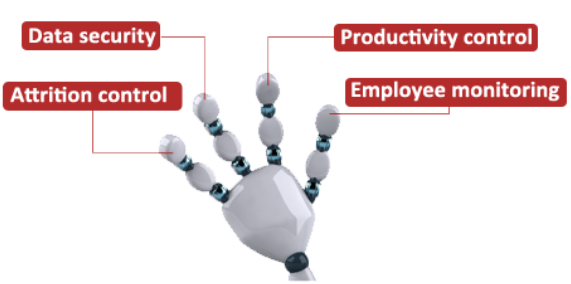 Data security
Productivity control
Attrition control
Employee monitoring